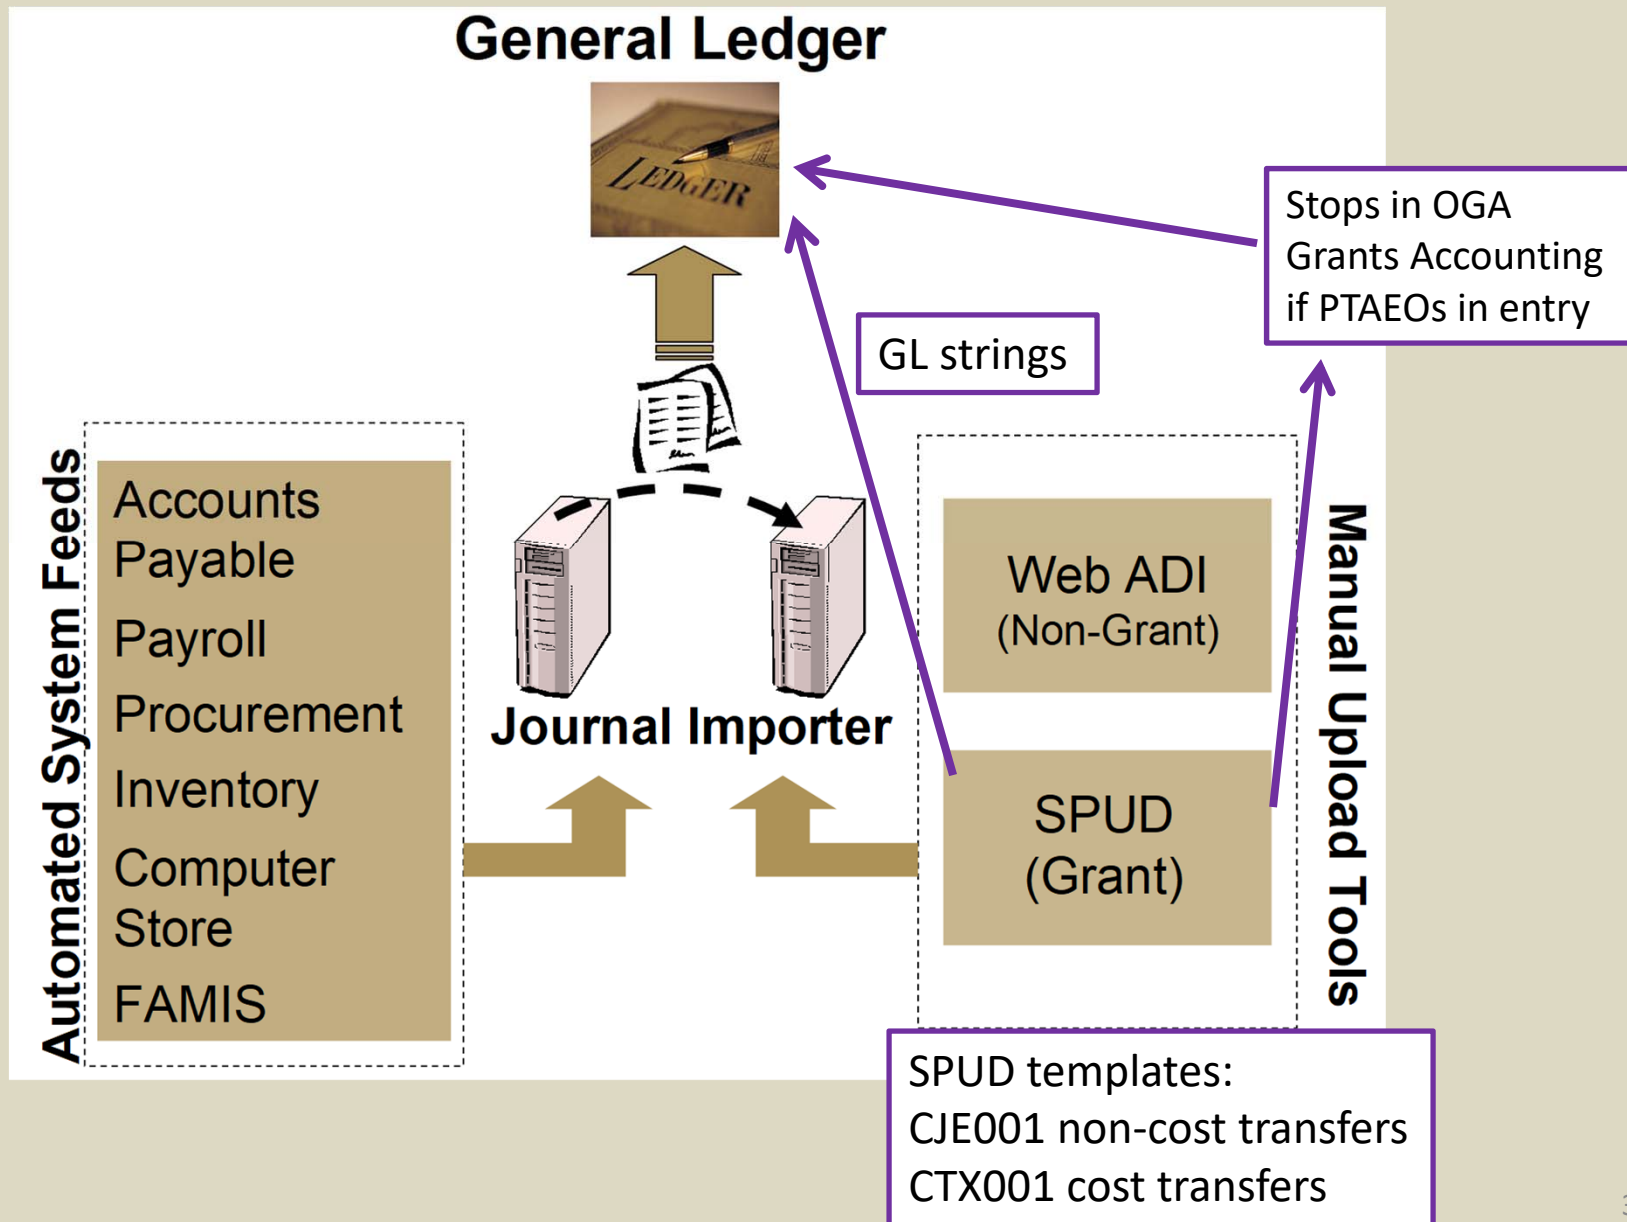 General Ledger
LEDGER
Stops in OGA
Grants Accounting
if PTAEOs in entry
GL strings
Automated System Feeds
Accounts
Payable
Payroll
Procurement
Inventory
Computer
Store
FAMIS
Journal Importer
Web ADI
(Non-Grant)
SPUD
(Grant)
Manual Upload Tools
SPUD templates:
CJE001 non-cost transfers
CTX001 cost transfers